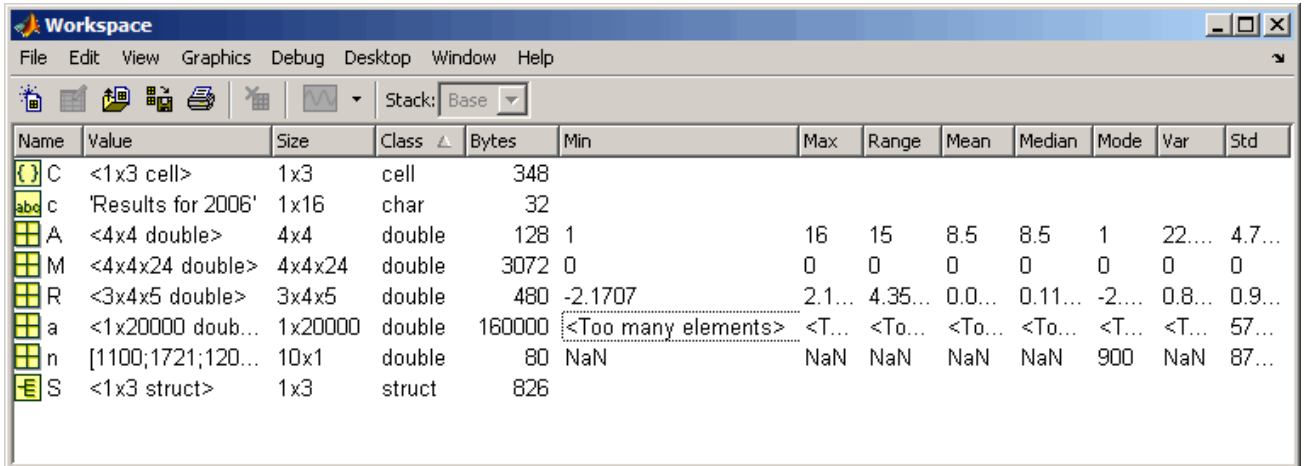 Workspace
File Edit View Graphics Debug Desktop Window Help
Stack: Base
Name Value Size Class Bytes Min Max Range Mean Median Mode Var Std
{ } C <1x3 cell> 1x3 cell 348
abc c 'Results for 2006' 1x16 char 32
A <4x4 double> 4x4 double 128 1 16 15 8.5 8.5 1 22.... 4.7...
M <4x4x24 double> 4x4x24 double 3072 0 0 0 0 0 0 0 0
R <3x4x5 double> 3x4x5 double 480 -2.1707 2.1... 4.35... 0.0... 0.11... -2.... 0.8... 0.9...
a <1x20000 doub... 1x20000 double 160000 <Too many elements> <T... <To... <To... <To... <T... <T... 57...
n [1100;1721;120... 10x1 double 80 NaN NaN NaN NaN NaN 900 NaN 87...
S <1x3 struct> 1x3 struct 826